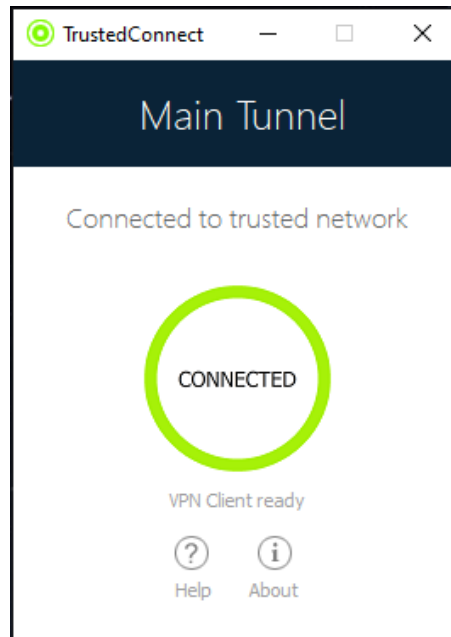 TrustedConnect
Main Tunnel
Connected to trusted network
CONNECTED
VPN Client ready
Help About